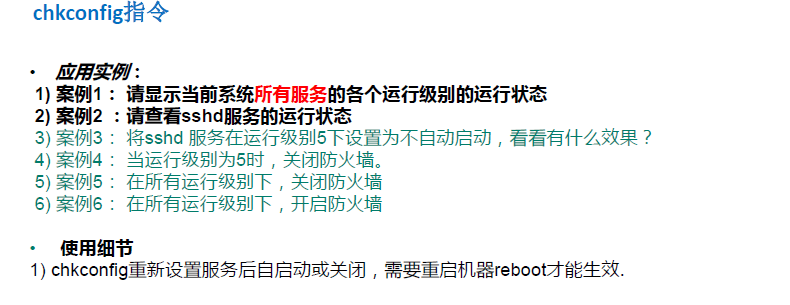 chkconfig指令
• 应用实例：
1) 案例1： 请显示当前系统所有服务的各个运行级别的运行状态
2) 案例2 ：请查看sshd服务的运行状态
3) 案例3： 将sshd 服务在运行级别5下设置为不自动启动，看看有什么效果？
4) 案例4： 当运行级别为5时，关闭防火墙。
5) 案例5： 在所有运行级别下，关闭防火墙
6) 案例6： 在所有运行级别下，开启防火墙
• 使用细节
1) chkconfig重新设置服务后自启动或关闭，需要重启机器reboot才能生效.